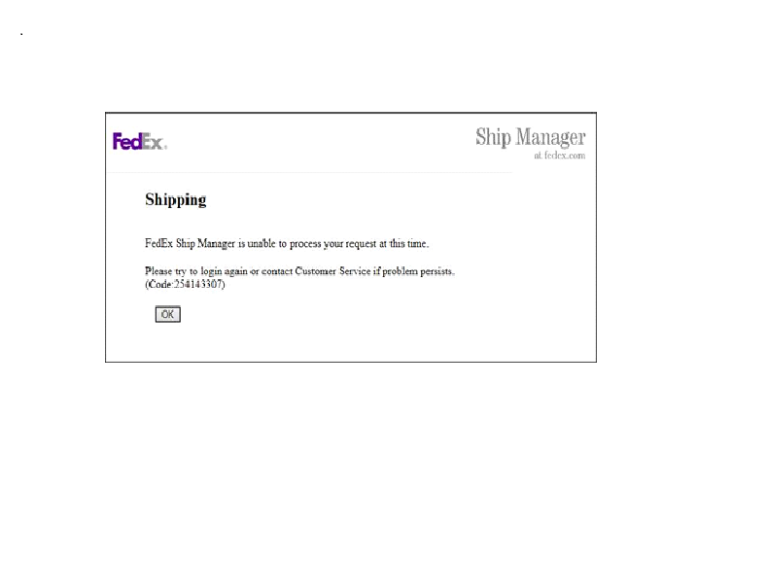 .
FedEx.
Ship Manager
at fedex.com
Shipping
FedEx Ship Manager is unable to process your request at this time.
Please try to login again or contact Customer Service if problem persists.
(Code:254143307)
OK